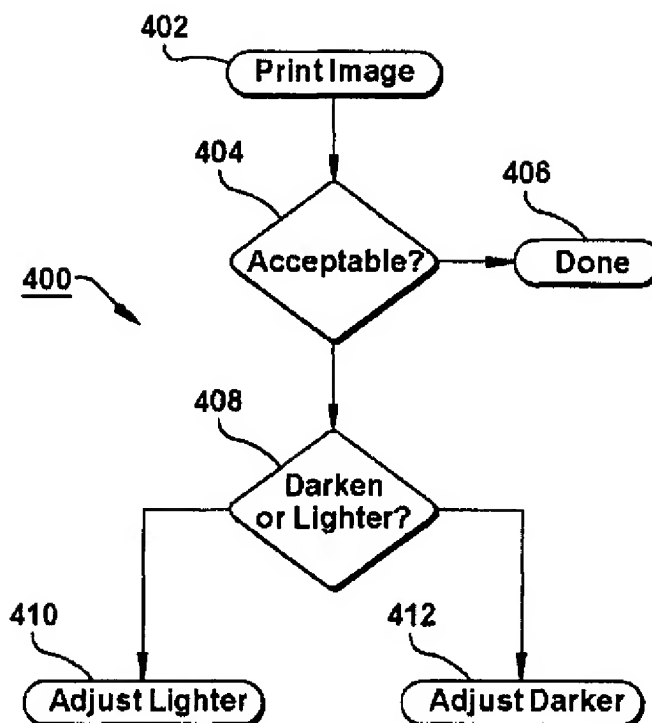 402
Print Image
404
406
Acceptable?
Done
400
408
Darken
or Lighter?
410
412
Adjust Lighter
Adjust Darker